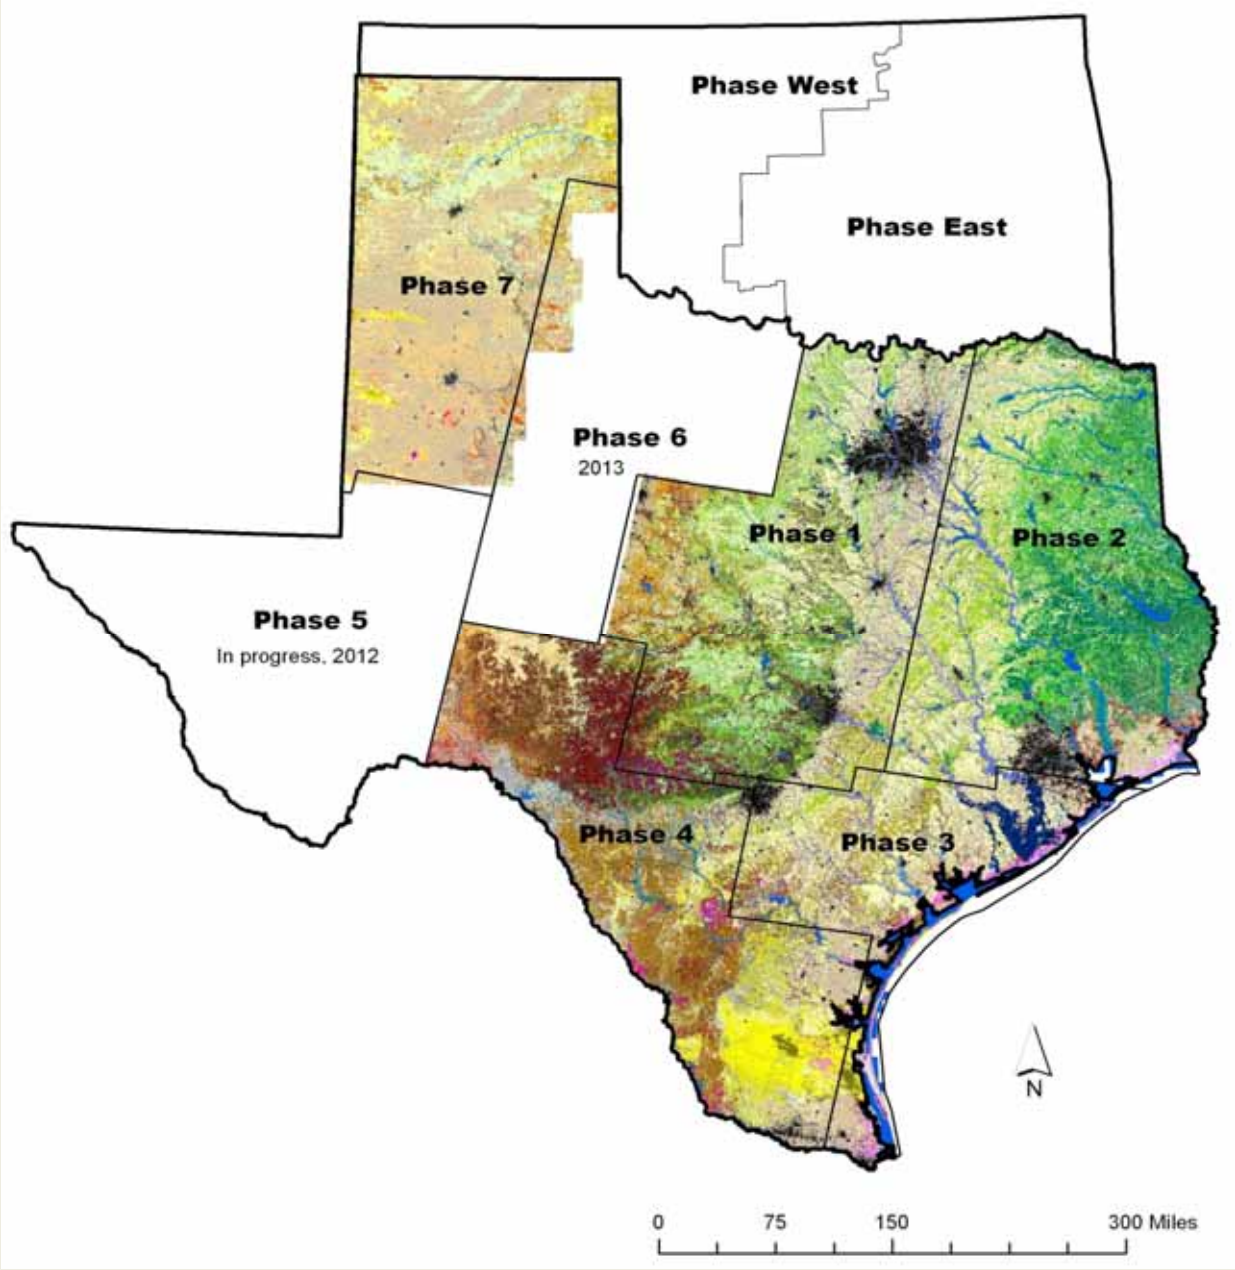 Phase West
Phase East
Phase 7
Phase 6
2013
Phase 1
Phase 2
Phase 5
In progress, 2012
Phase 4
Phase 3
N
0 75 150 300 Miles